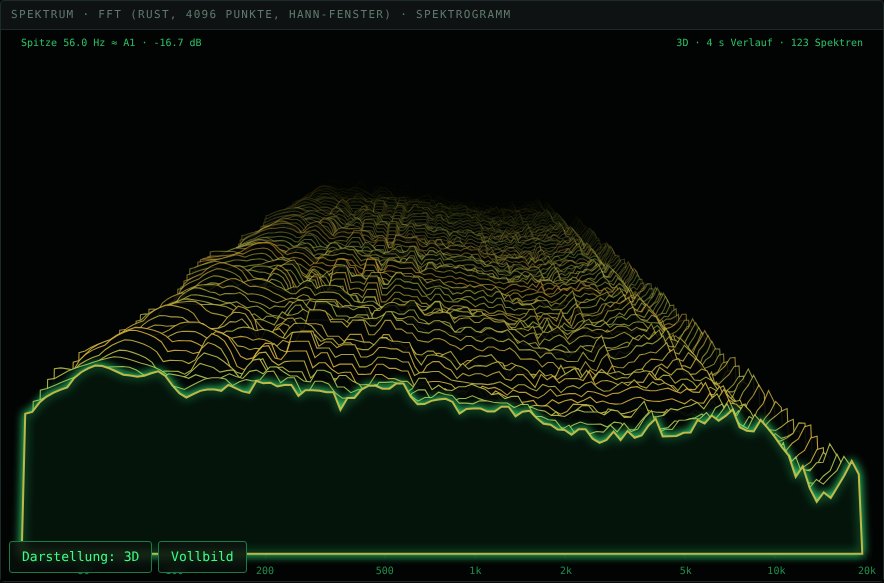 SPEKTRUM · FFT (RUST, 4096 PUNKTE, HANN-FENSTER) · SPEKTROGRAMM
Spitze 56.0 Hz ≈ A1 · -16.7 dB
3D · 4 s Verlauf · 123 Spektren
Darstellung: 3D
Vollbild
200
500
1k
2k
5k
10k
20k